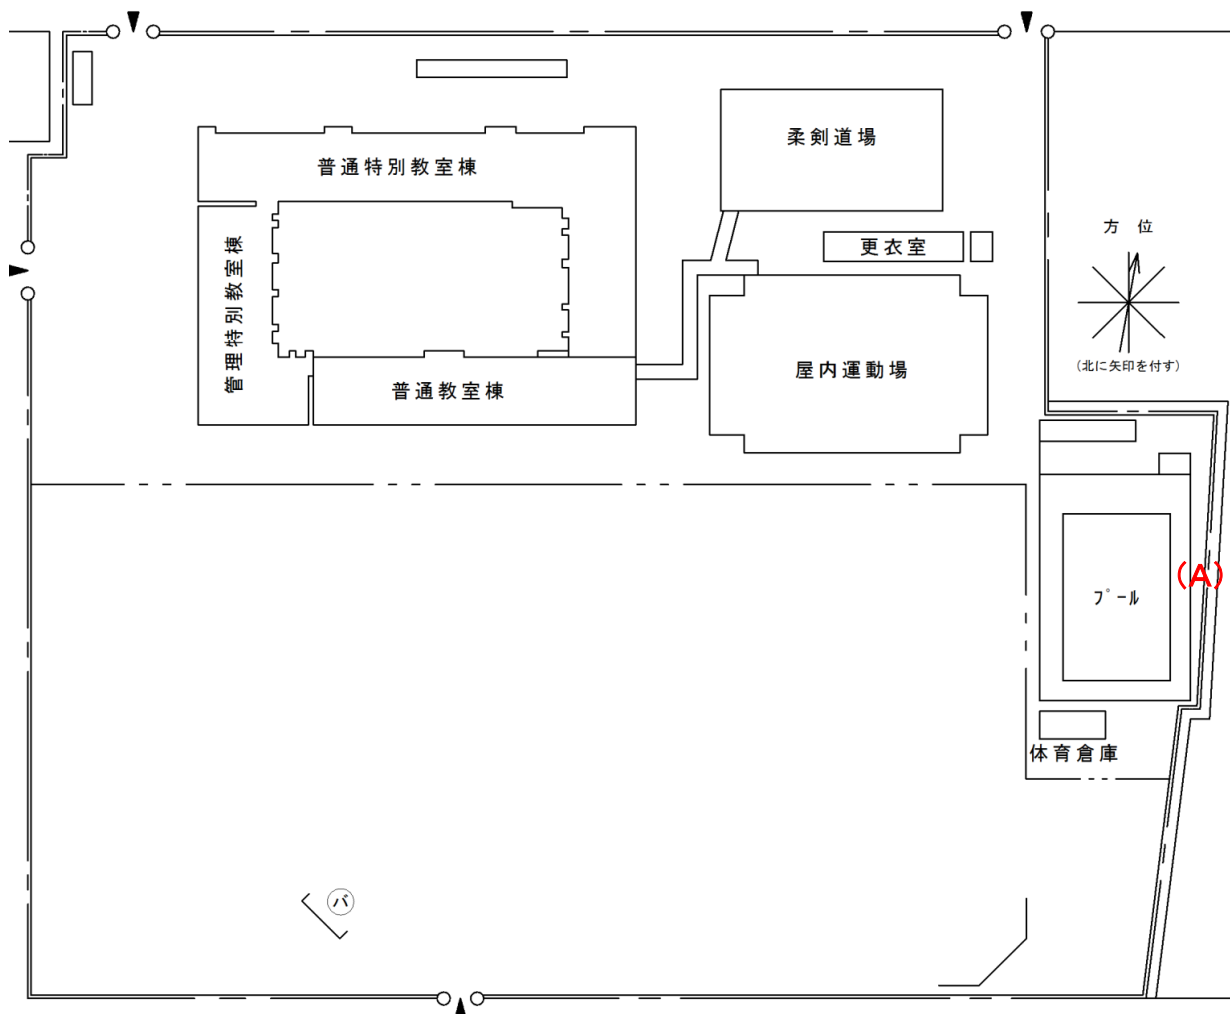 柔剣道場
普通特別教室棟
方 位
更衣室
管理特別教室棟
(北に矢印を付す)
屋内運動場
普通教室棟
(A)
プール
体育倉庫
バ